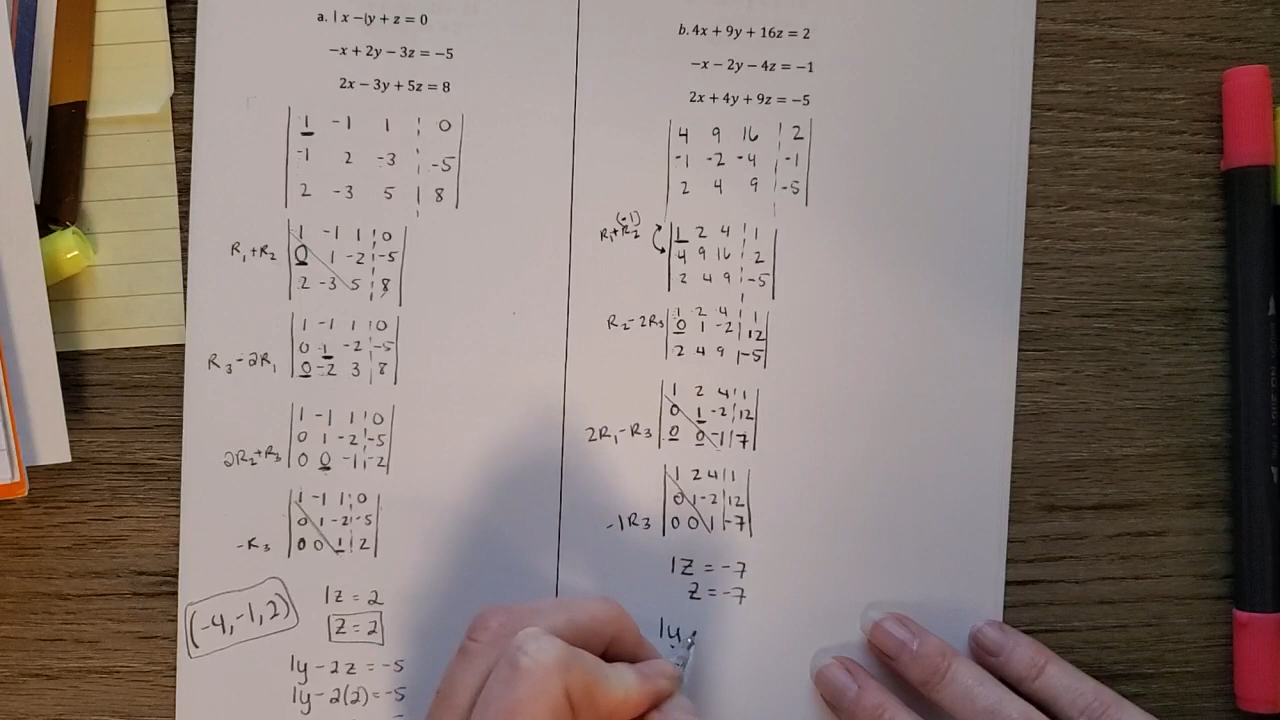 a. 1x −1y + z = 0
−x + 2y − 3z = −5
2x − 3y + 5z = 8
1 -1 1 0
-1 2 -3 -5
2 -3 5 8
1 -1 1 0
R1+R2 0 1 -2 -5
2 -3 5 8
1 -1 1 0
0 1 -2 -5
R3-2R1 0 -2 3 8
1 -1 1 0
0 1 -2 -5
2R2+R3 0 0 -1 -2
1 -1 1 0
0 1 -2 -5
-R3 0 0 1 2
(-4,-1,2)
1z = 2
z = 2
1y - 2z = -5
1y - 2(2) = -5
b. 4x + 9y + 16z = 2
−x − 2y − 4z = −1
2x + 4y + 9z = −5
4 9 16 2
-1 -2 -4 -1
2 4 9 -5
(-1)
R1+R2 1 2 4 1
4 9 16 2
2 4 9 -5
1 2 4 1
R2-2R3 0 1 -2 12
2 4 9 -5
1 2 4 1
0 1 -2 12
2R1-R3 0 0 -1 7
1 2 4 1
0 1 -2 12
-1R3 0 0 1 -7
1z = -7
z = -7
1y